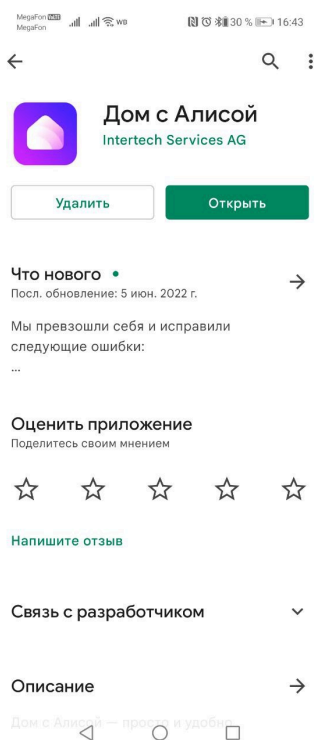 MegaFon VoLTE WB 30 % 16:43
MegaFon
Дом с Алисой
Intertech Services AG
Удалить Открыть
Что нового •
Посл. обновление: 5 июн. 2022 г.
Мы превзошли себя и исправили
следующие ошибки:
...
Оценить приложение
Поделитесь своим мнением
Напишите отзыв
Связь с разработчиком
Описание
Дом с Алисой — просто и удобно